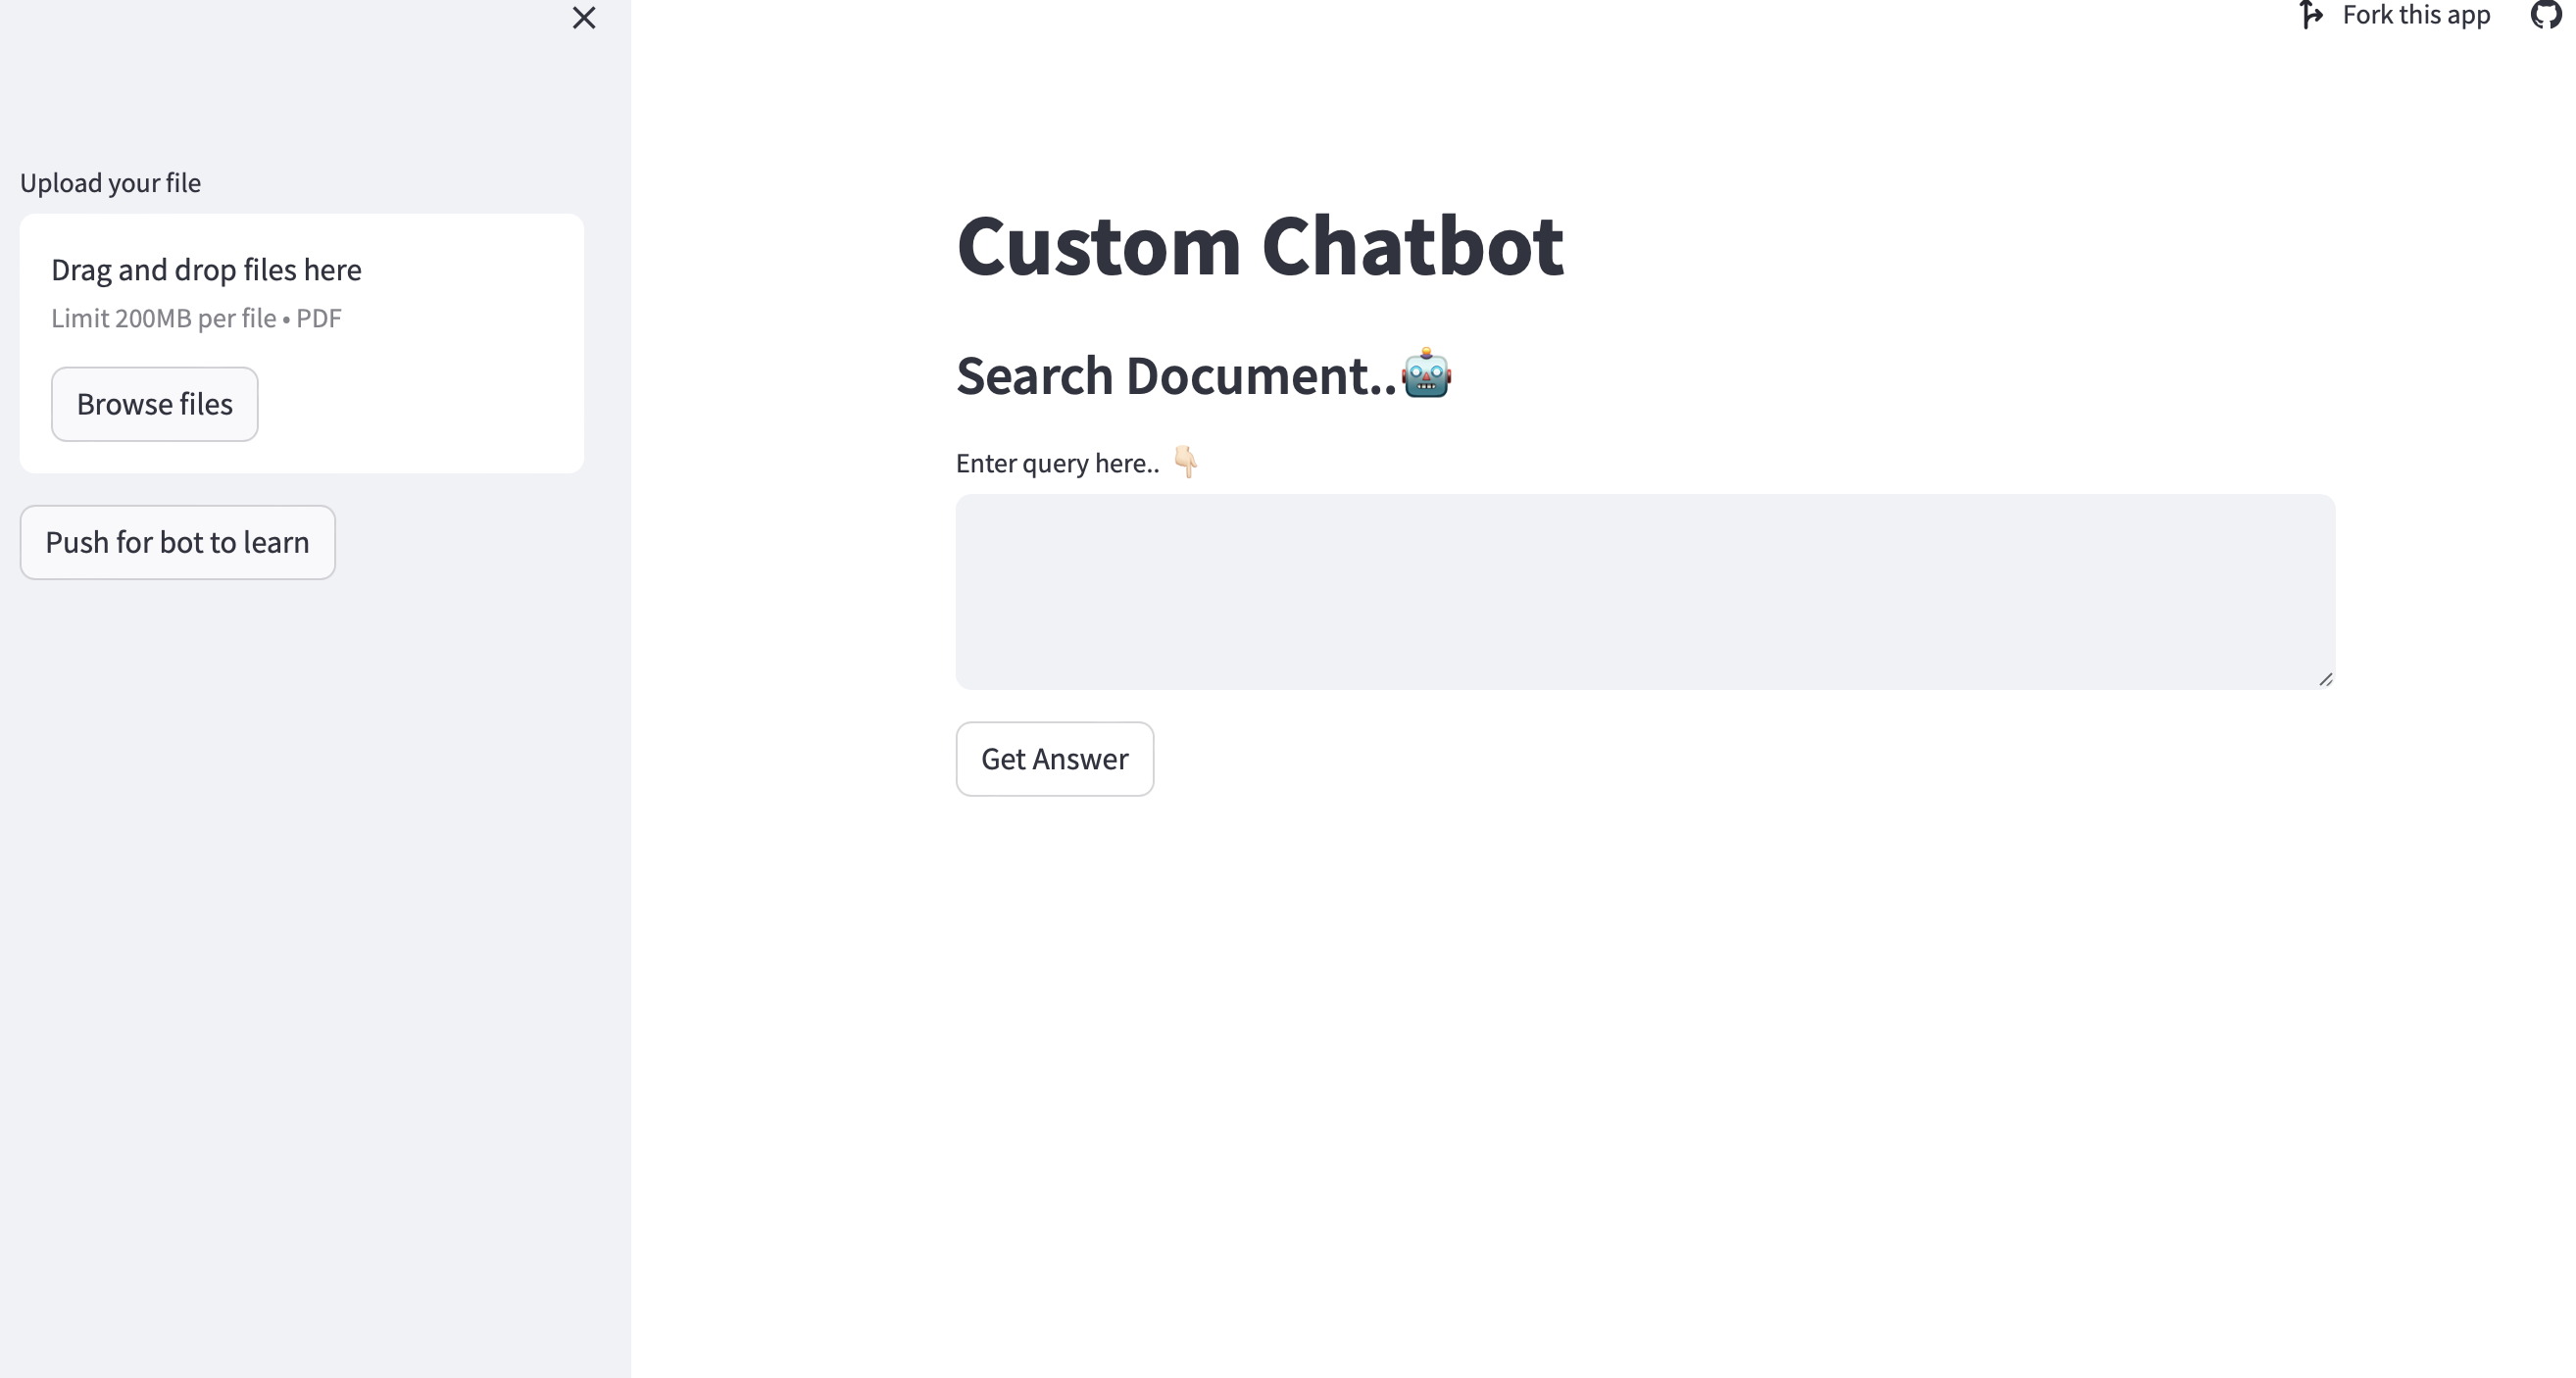 Fork this app
Upload your file
Drag and drop files here
Limit 200MB per file • PDF
Browse files
Push for bot to learn
Custom Chatbot
Search Document..🤖
Enter query here.. 👇🏻
Get Answer